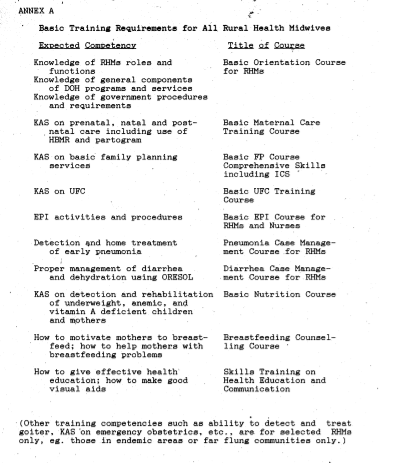 ANNEX A
Basic Training Requirements for All Rural Health Midwives
Expected Competency Title of Course
Knowledge of RHMs roles and Basic Orientation Course
functions for RHMs
Knowledge of general components
of DOH programs and services
Knowledge of government procedures
and requirements
KAS on prenatal, natal and post- Basic Maternal Care
natal care including use of Training Course
HBMR and partogram
KAS on basic family planning Basic FP Course
services Comprehensive Skills
including ICS
KAS on UFC Basic UFC Training
Course
EPI activities and procedures Basic EPI Course for
RHMs and Nurses
Detection and home treatment Pneumonia Case Manage-
of early pneumonia ment Course for RHMs
Proper management of diarrhea Diarrhea Case Manage-
and dehydration using ORESOL ment Course for RHMs
KAS on detection and rehabilitation Basic Nutrition Course
of underweight, anemic, and
vitamin A deficient children
and mothers
How to motivate mothers to breast- Breastfeeding Counsel-
feed; how to help mothers with ling Course
breastfeeding problems
How to give effective health Skills Training on
education; how to make good Health Education and
visual aids Communication
(Other training competencies such as ability to detect and treat
goiter, KAS on emergency obstetrics, etc., are for selected RHMs
only, eg. those in endemic areas or far flung communities only.)